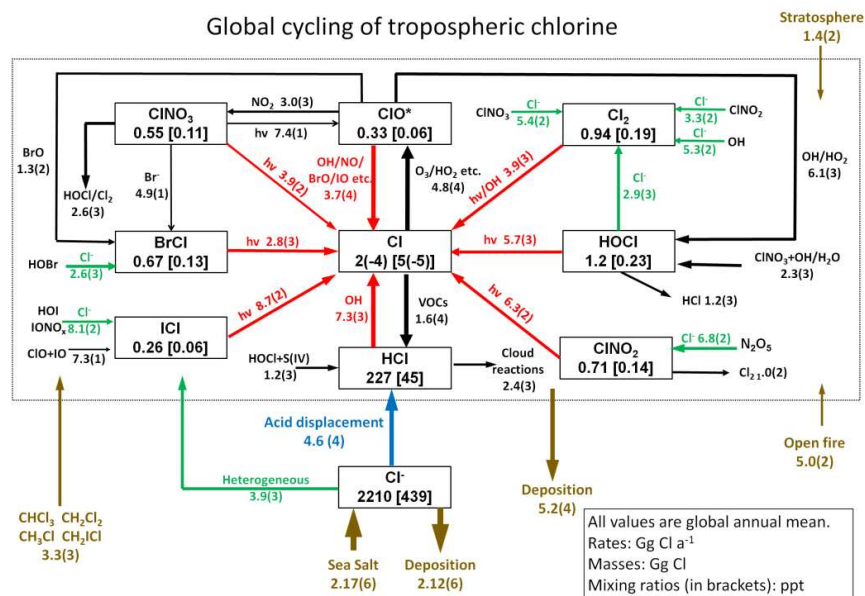 Global cycling of tropospheric chlorine
Stratosphere
1.4(2)
ClNO₃
0.55 [0.11]
NO₂ 3.0(3)
hv 7.4(1)
ClO*
0.33 [0.06]
ClNO₃
Cl⁻
5.4(2)
Cl₂
0.94 [0.19]
Cl⁻
3.3(2)
ClNO₂
Cl⁻
5.3(2)
OH
BrO
1.3(2)
HOCl/Cl₂
2.6(3)
Br⁻
4.9(1)
hv 3.9(2)
OH/NO/
BrO/IO etc.
3.7(4)
O₃/HO₂ etc.
4.8(4)
hv/OH 3.9(3)
Cl⁻
2.9(3)
OH/HO₂
6.1(3)
HOBr
Cl⁻
2.6(3)
BrCl
0.67 [0.13]
hv 2.8(3)
Cl
2(-4) [5(-5)]
hv 5.7(3)
HOCl
1.2 [0.23]
ClNO₃+OH/H₂O
2.3(3)
HCl 1.2(3)
HOI
IONOₓ
Cl⁻
8.1(2)
ClO+IO
7.3(1)
ICl
0.26 [0.06]
hv 8.7(2)
OH
7.3(3)
VOCs
1.6(4)
hv 6.3(2)
HOCl+S(IV)
1.2(3)
HCl
227 [45]
Cloud
reactions
2.4(3)
ClNO₂
0.71 [0.14]
Cl⁻ 6.8(2)
N₂O₅
Cl₂ 1.0(2)
Acid displacement
4.6 (4)
Open fire
5.0(2)
Heterogeneous
3.9(3)
Cl⁻
2210 [439]
Deposition
5.2(4)
CHCl₃ CH₂Cl₂
CH₃Cl CH₂ICl
3.3(3)
Sea Salt
2.17(6)
Deposition
2.12(6)
All values are global annual mean.
Rates: Gg Cl a⁻¹
Masses: Gg Cl
Mixing ratios (in brackets): ppt